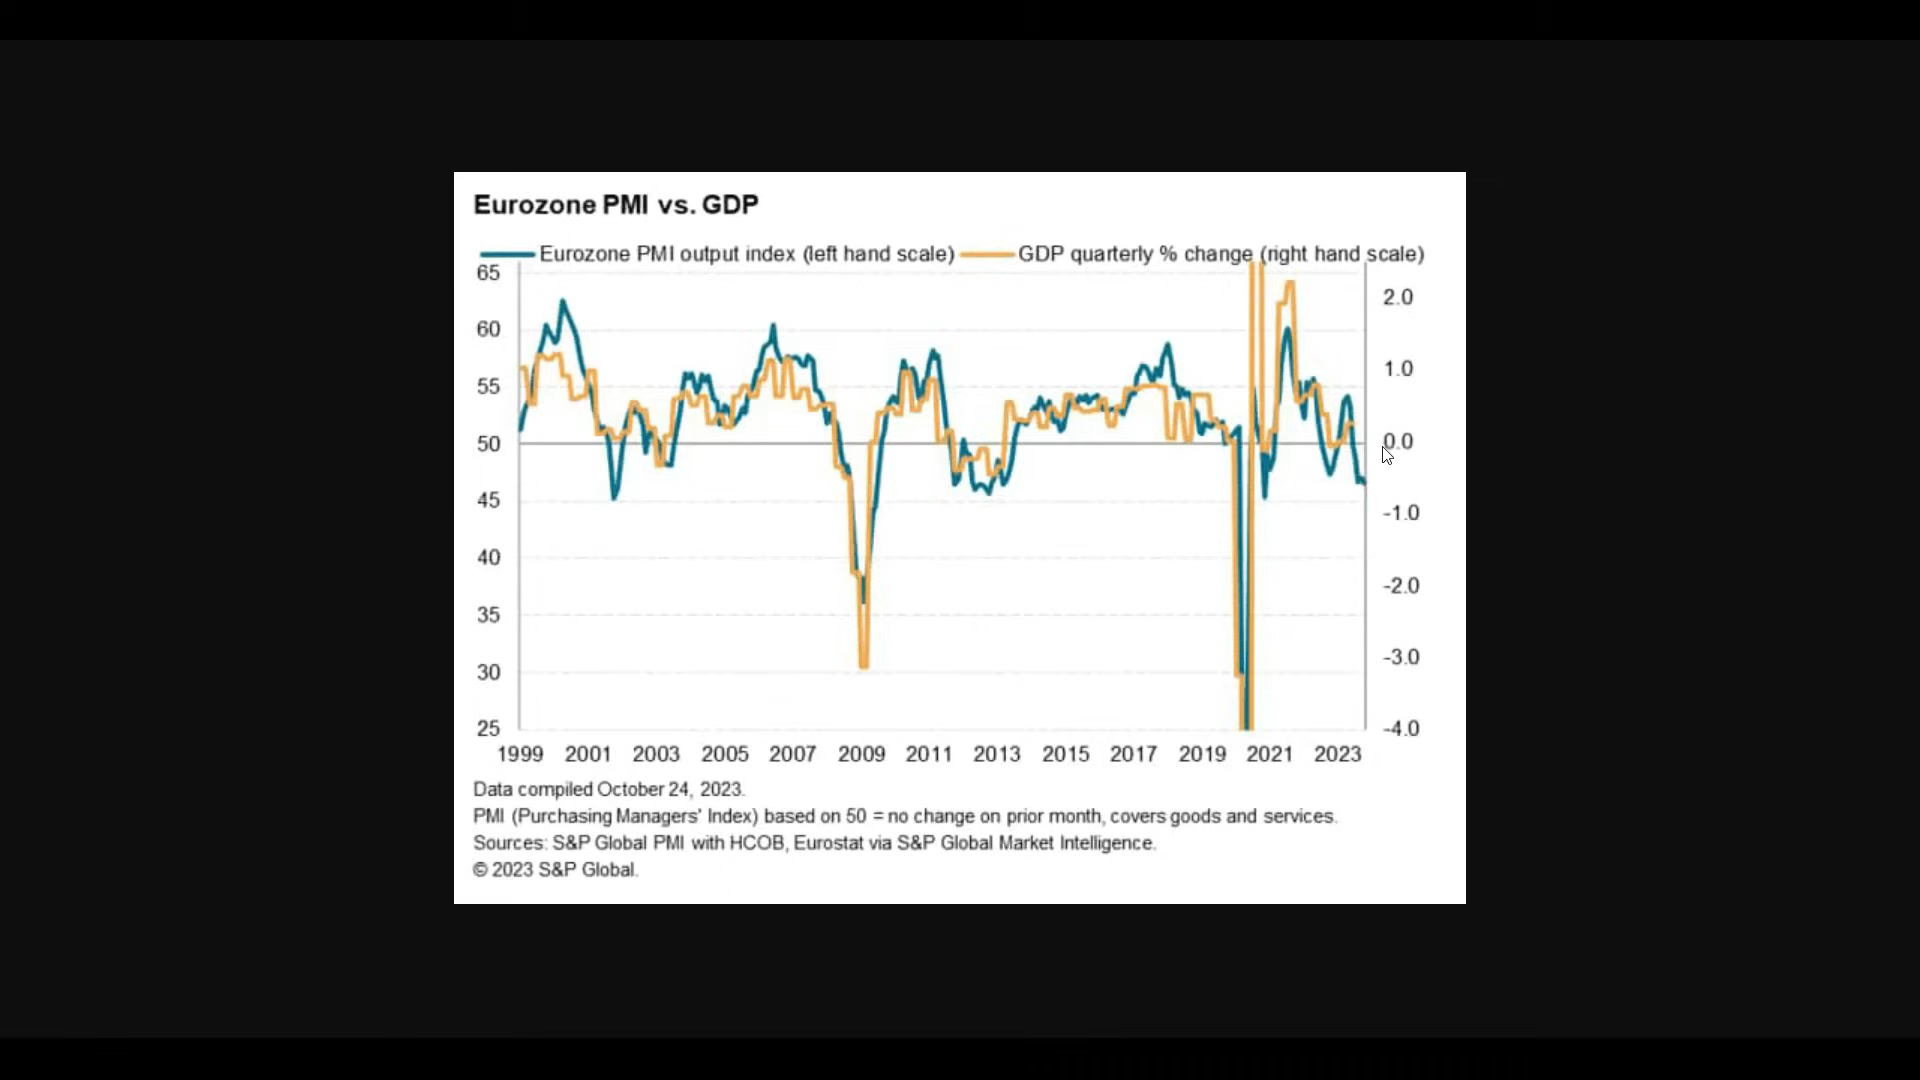 Eurozone PMI vs. GDP
Eurozone PMI output index (left hand scale) GDP quarterly % change (right hand scale)
65
60
55
50
45
40
35
30
25
2.0
1.0
0.0
-1.0
-2.0
-3.0
-4.0
1999 2001 2003 2005 2007 2009 2011 2013 2015 2017 2019 2021 2023
Data compiled October 24, 2023.
PMI (Purchasing Managers' Index) based on 50 = no change on prior month, covers goods and services.
Sources: S&P Global PMI with HCOB, Eurostat via S&P Global Market Intelligence.
© 2023 S&P Global.